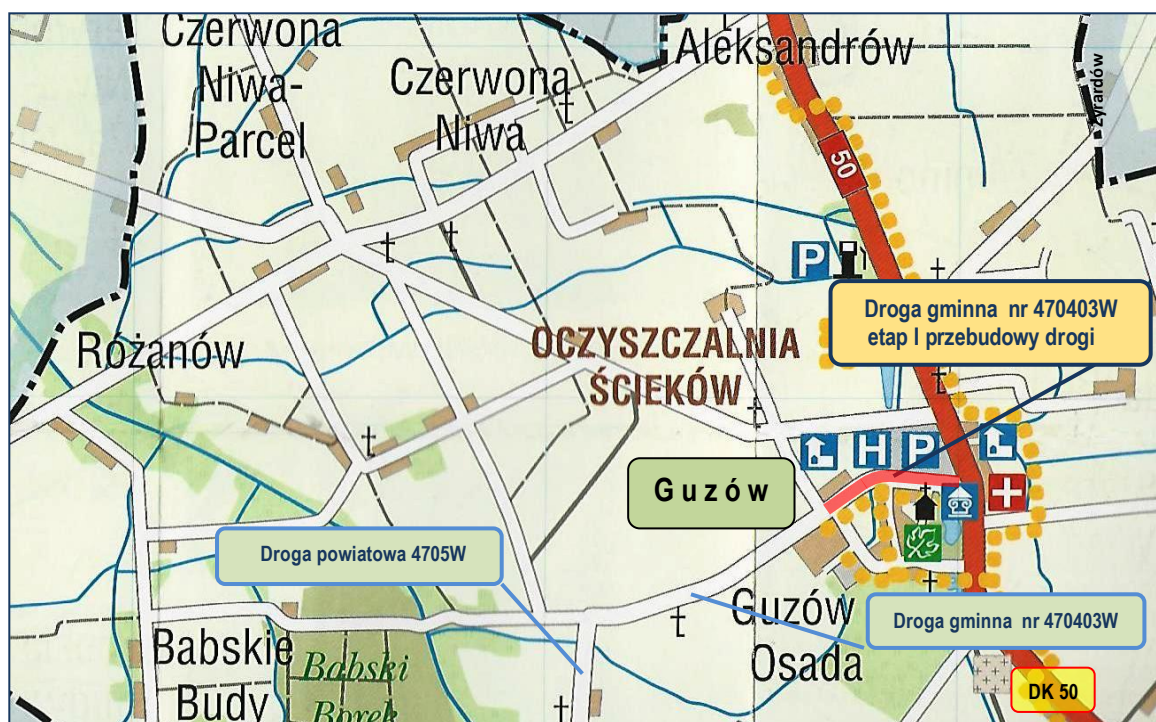 Czerwona
Niwa-
Parcel
Czerwona
Niwa
Aleksandrów
Żyrardów
50
P
Droga gminna nr 470403W
etap I przebudowy drogi
Różanów
OCZYSZCZALNIA
ŚCIEKÓW
H P
Guzów
Droga powiatowa 4705W
Guzów
Osada
Droga gminna nr 470403W
Babskie
Budy
Babski
Borek
DK 50